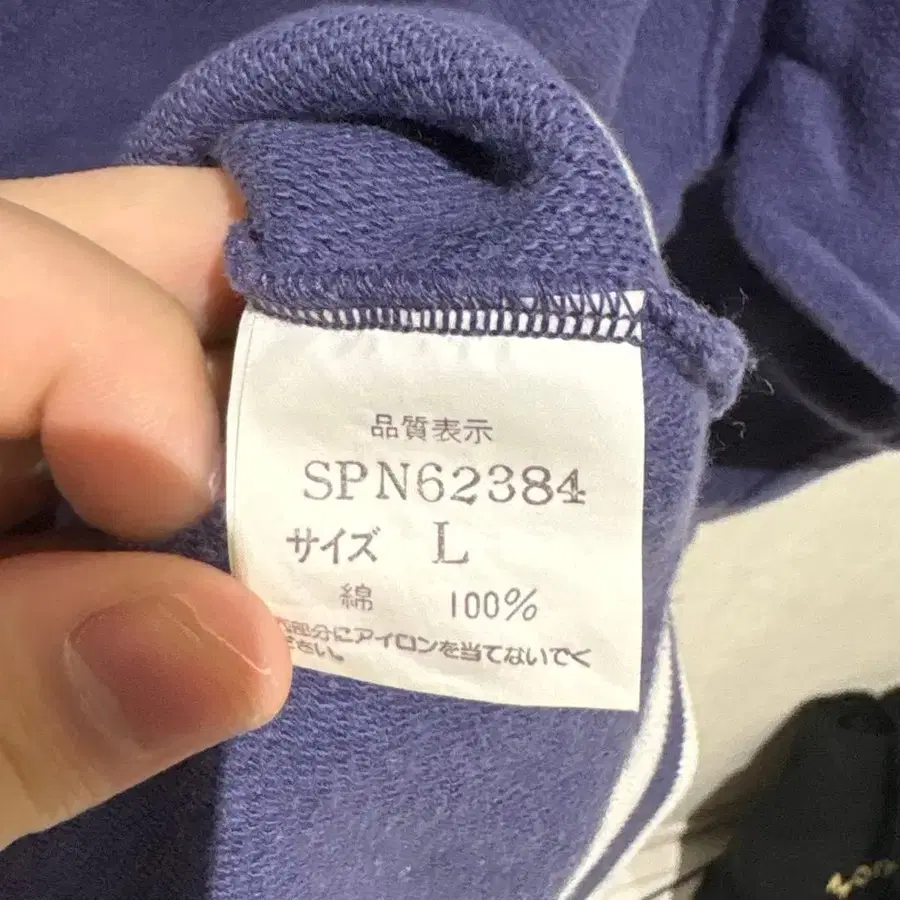 品質表示
SPN62384
サイズ L
綿 100%
部分にアイロンを当てないでく
ださい。